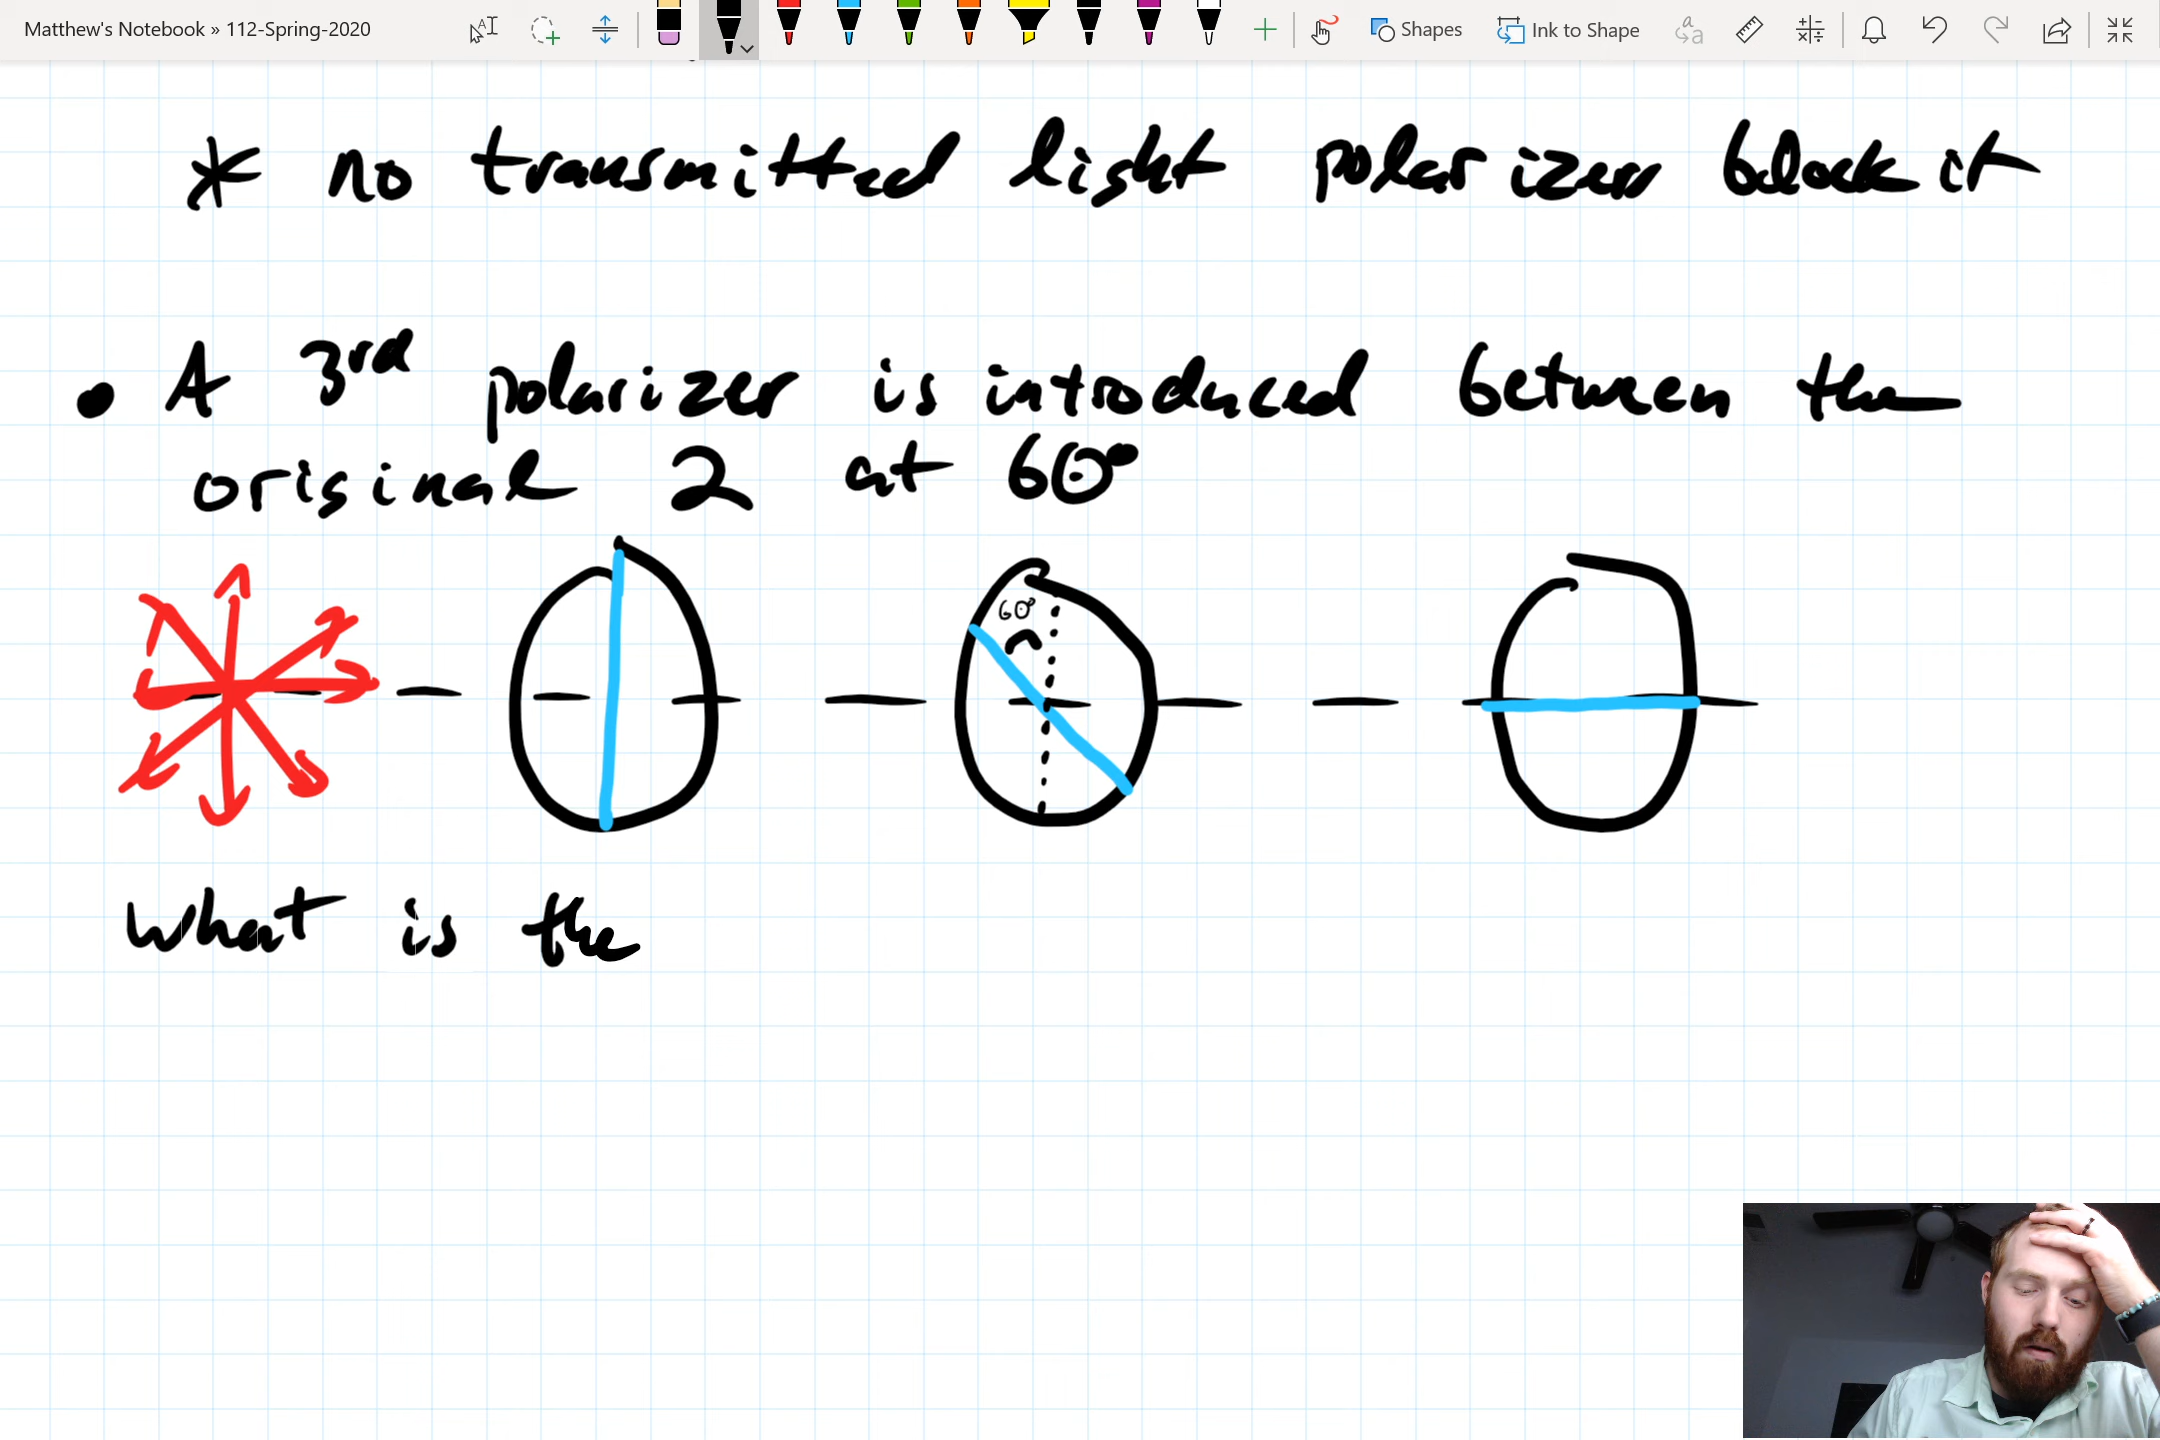 Matthew's Notebook » 112-Spring-2020
Shapes
Ink to Shape
* no transmitted light polarizers block it
• A 3rd polarizer is introduced between the
original 2 at 60°
60°
what is the